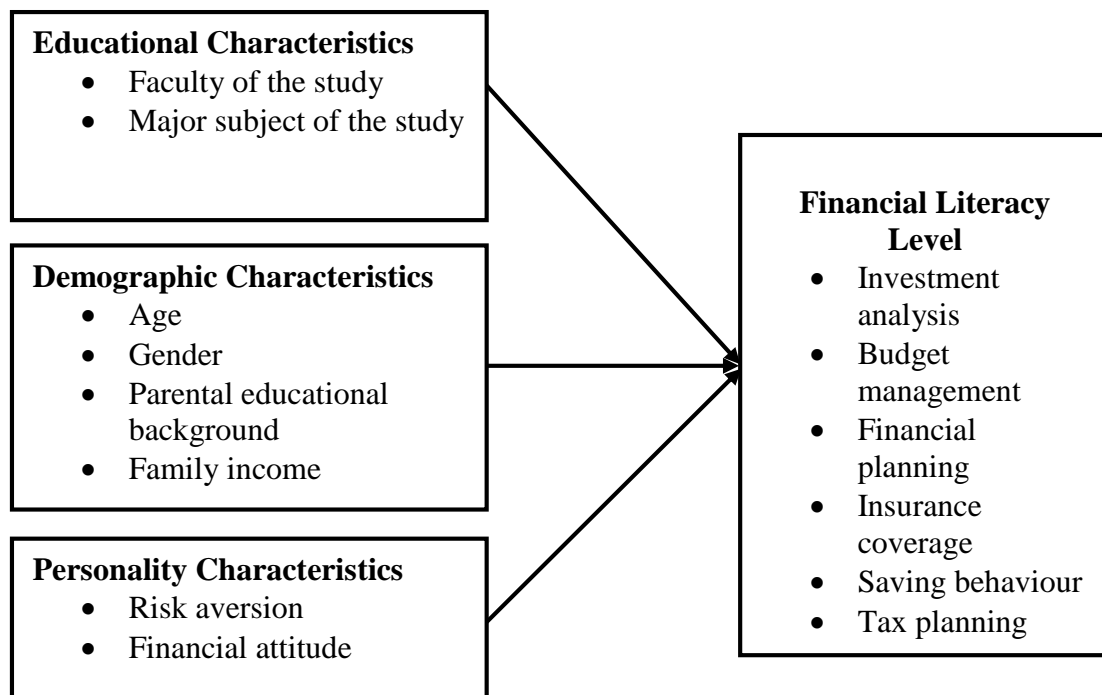 Educational Characteristics
• Faculty of the study
• Major subject of the study
Demographic Characteristics
• Age
• Gender
• Parental educational
background
• Family income
Personality Characteristics
• Risk aversion
• Financial attitude
Financial Literacy
Level
• Investment
analysis
• Budget
management
• Financial
planning
• Insurance
coverage
• Saving behaviour
• Tax planning